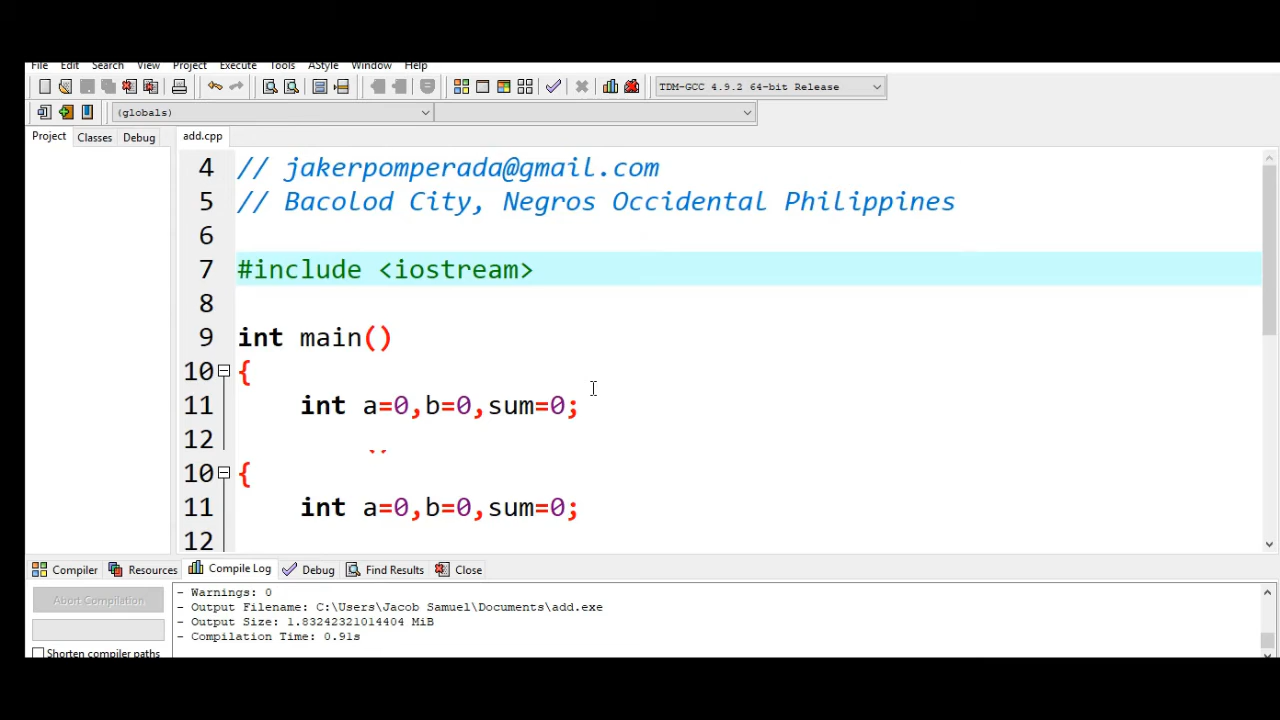 File Edit Search View Project Execute Tools AStyle Window Help
TDM-GCC 4.9.2 64-bit Release
(globals)
Project Classes Debug add.cpp
4 // jakerpomperada@gmail.com
5 // Bacolod City, Negros Occidental Philippines
6
7 #include <iostream>
8
9 int main()
10 {
11 int a=0,b=0,sum=0;
12
10 {
11 int a=0,b=0,sum=0;
12
Compiler Resources Compile Log Debug Find Results Close
Abort Compilation
Shorten compiler paths
- Warnings: 0
- Output Filename: C:\Users\Jacob Samuel\Documents\add.exe
- Output Size: 1.83242321014404 MiB
- Compilation Time: 0.91s